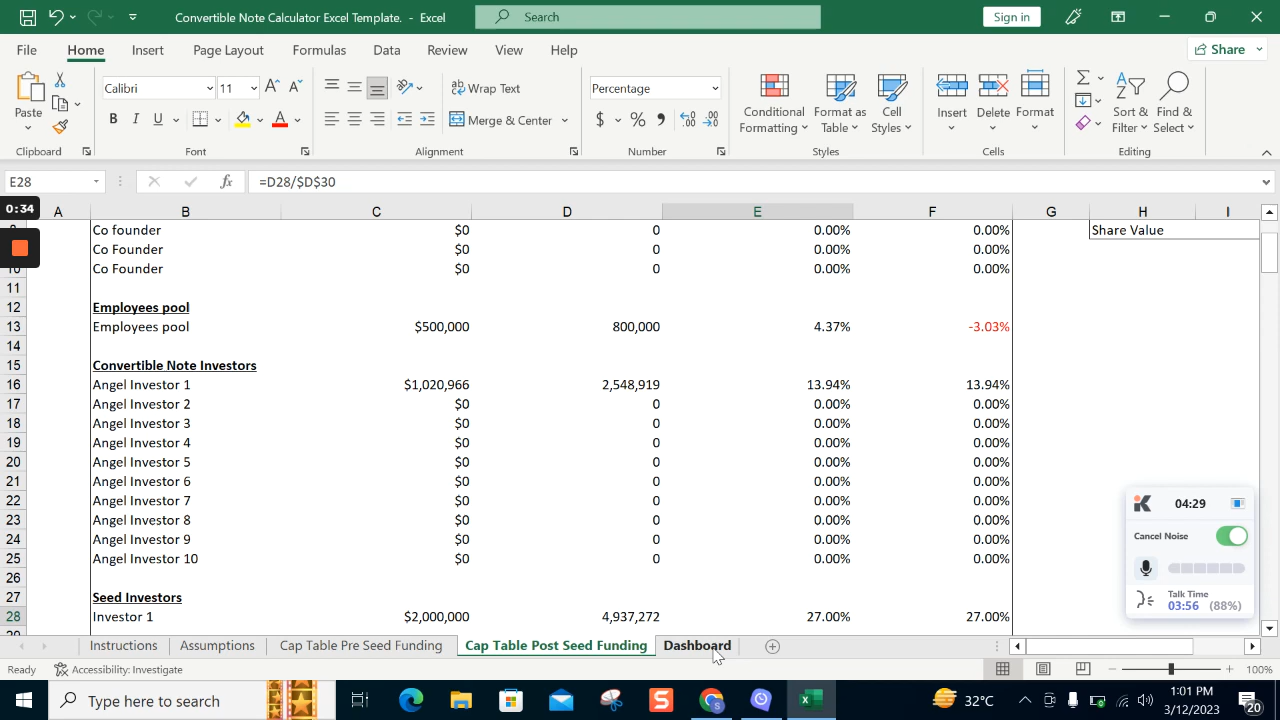 Convertible Note Calculator Excel Template. - Excel
Search
Sign in
File Home Insert Page Layout Formulas Data Review View Help
Share
Paste
Calibri
11
B I U
ab Wrap Text
Merge & Center
Percentage
$ % ,
Conditional Formatting
Format as Table
Cell Styles
Insert
Delete
Format
Sort & Filter
Find & Select
Clipboard Font Alignment Number Styles Cells Editing
E28
fx
=D28/$D$30
0:34
A B C D E F G H I
Co founder $0 0 0.00% 0.00% Share Value
Co Founder $0 0 0.00% 0.00%
10 Co Founder $0 0 0.00% 0.00%
11
12 Employees pool
13 Employees pool $500,000 800,000 4.37% -3.03%
14
15 Convertible Note Investors
16 Angel Investor 1 $1,020,966 2,548,919 13.94% 13.94%
17 Angel Investor 2 $0 0 0.00% 0.00%
18 Angel Investor 3 $0 0 0.00% 0.00%
19 Angel Investor 4 $0 0 0.00% 0.00%
20 Angel Investor 5 $0 0 0.00% 0.00%
21 Angel Investor 6 $0 0 0.00% 0.00%
22 Angel Investor 7 $0 0 0.00% 0.00%
23 Angel Investor 8 $0 0 0.00% 0.00%
24 Angel Investor 9 $0 0 0.00% 0.00%
25 Angel Investor 10 $0 0 0.00% 0.00%
26
27 Seed Investors
28 Investor 1 $2,000,000 4,937,272 27.00% 27.00%
04:29
Cancel Noise
Talk Time
03:56 (88%)
Instructions Assumptions Cap Table Pre Seed Funding Cap Table Post Seed Funding Dashboard
Ready Accessibility: Investigate 100%
Type here to search
32°C
1:01 PM
3/12/2023
20